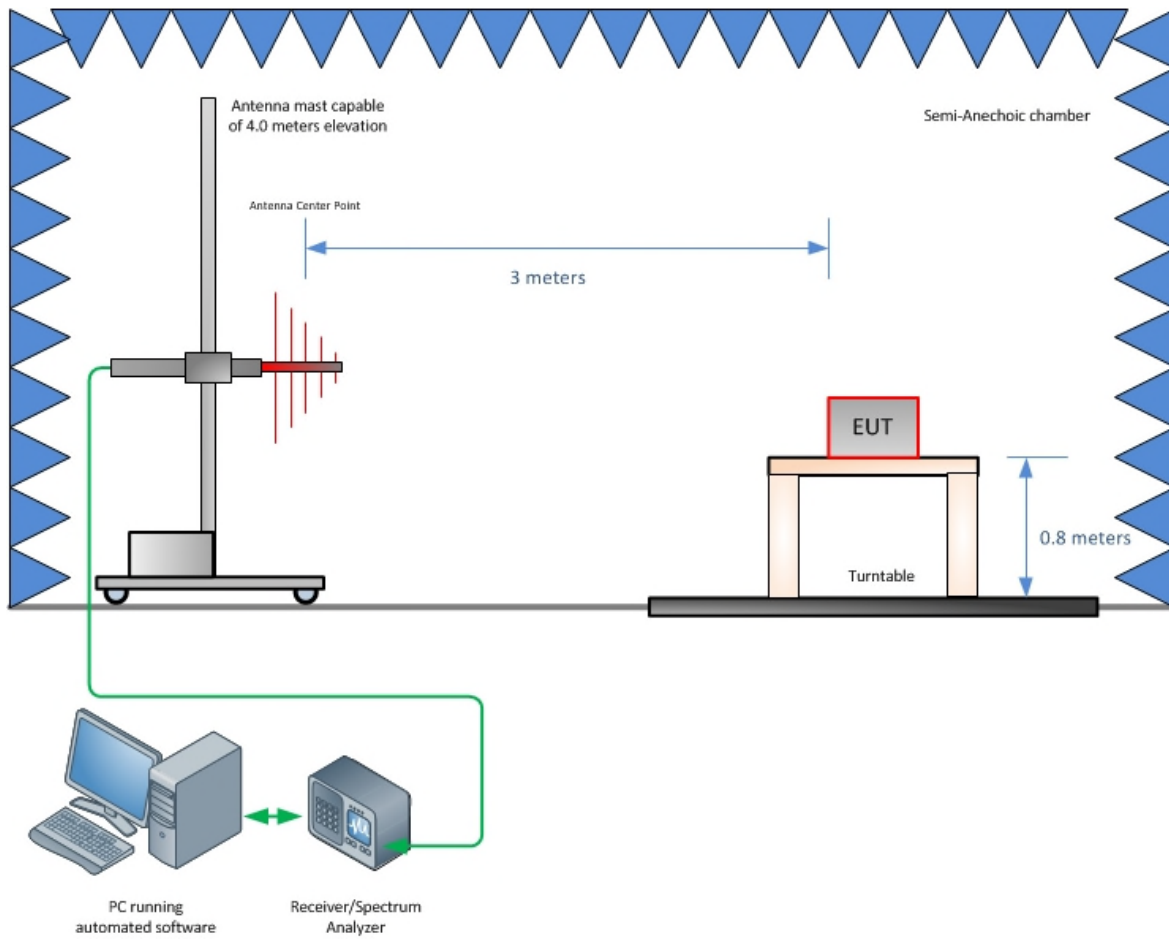 Antenna mast capable
of 4.0 meters elevation
Semi-Anechoic chamber
Antenna Center Point
3 meters
EUT
0.8 meters
Turntable
PC running
automated software
Receiver/Spectrum
Analyzer